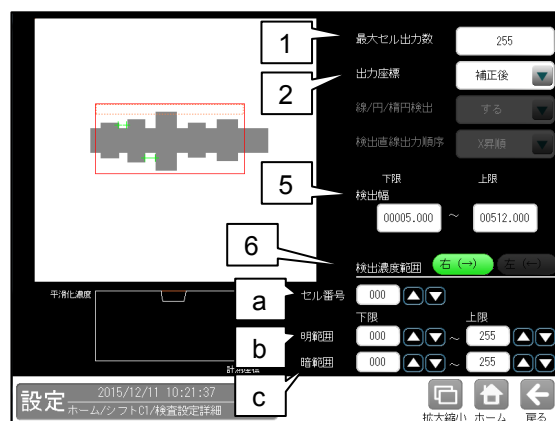 1
最大セル出力数 255
2
出力座標 補正後
線/円/楕円検出 する
検出直線出力順序 X昇順
5
下限 上限
検出幅
00005.000 ～ 00512.000
6
検出濃度範囲 右(→) 左(←)
平滑化濃度
a
セル番号 000
下限 上限
b
明範囲 000 ～ 255
c
暗範囲 000 ～ 255
設定
2015/12/11 10:21:37
ホーム/シフト01/検査設定詳細
拡大縮小 ホーム 戻る